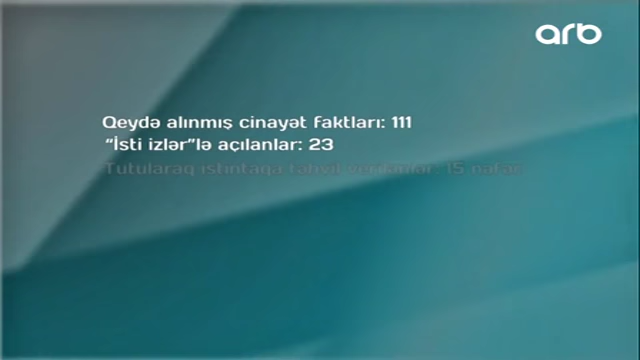 arb
Qeydə alınmış cinayət faktları: 111
“İsti izlər”lə açılanlar: 23
Tutularaq istintaqa təhvil verilənlər: 15 nəfər